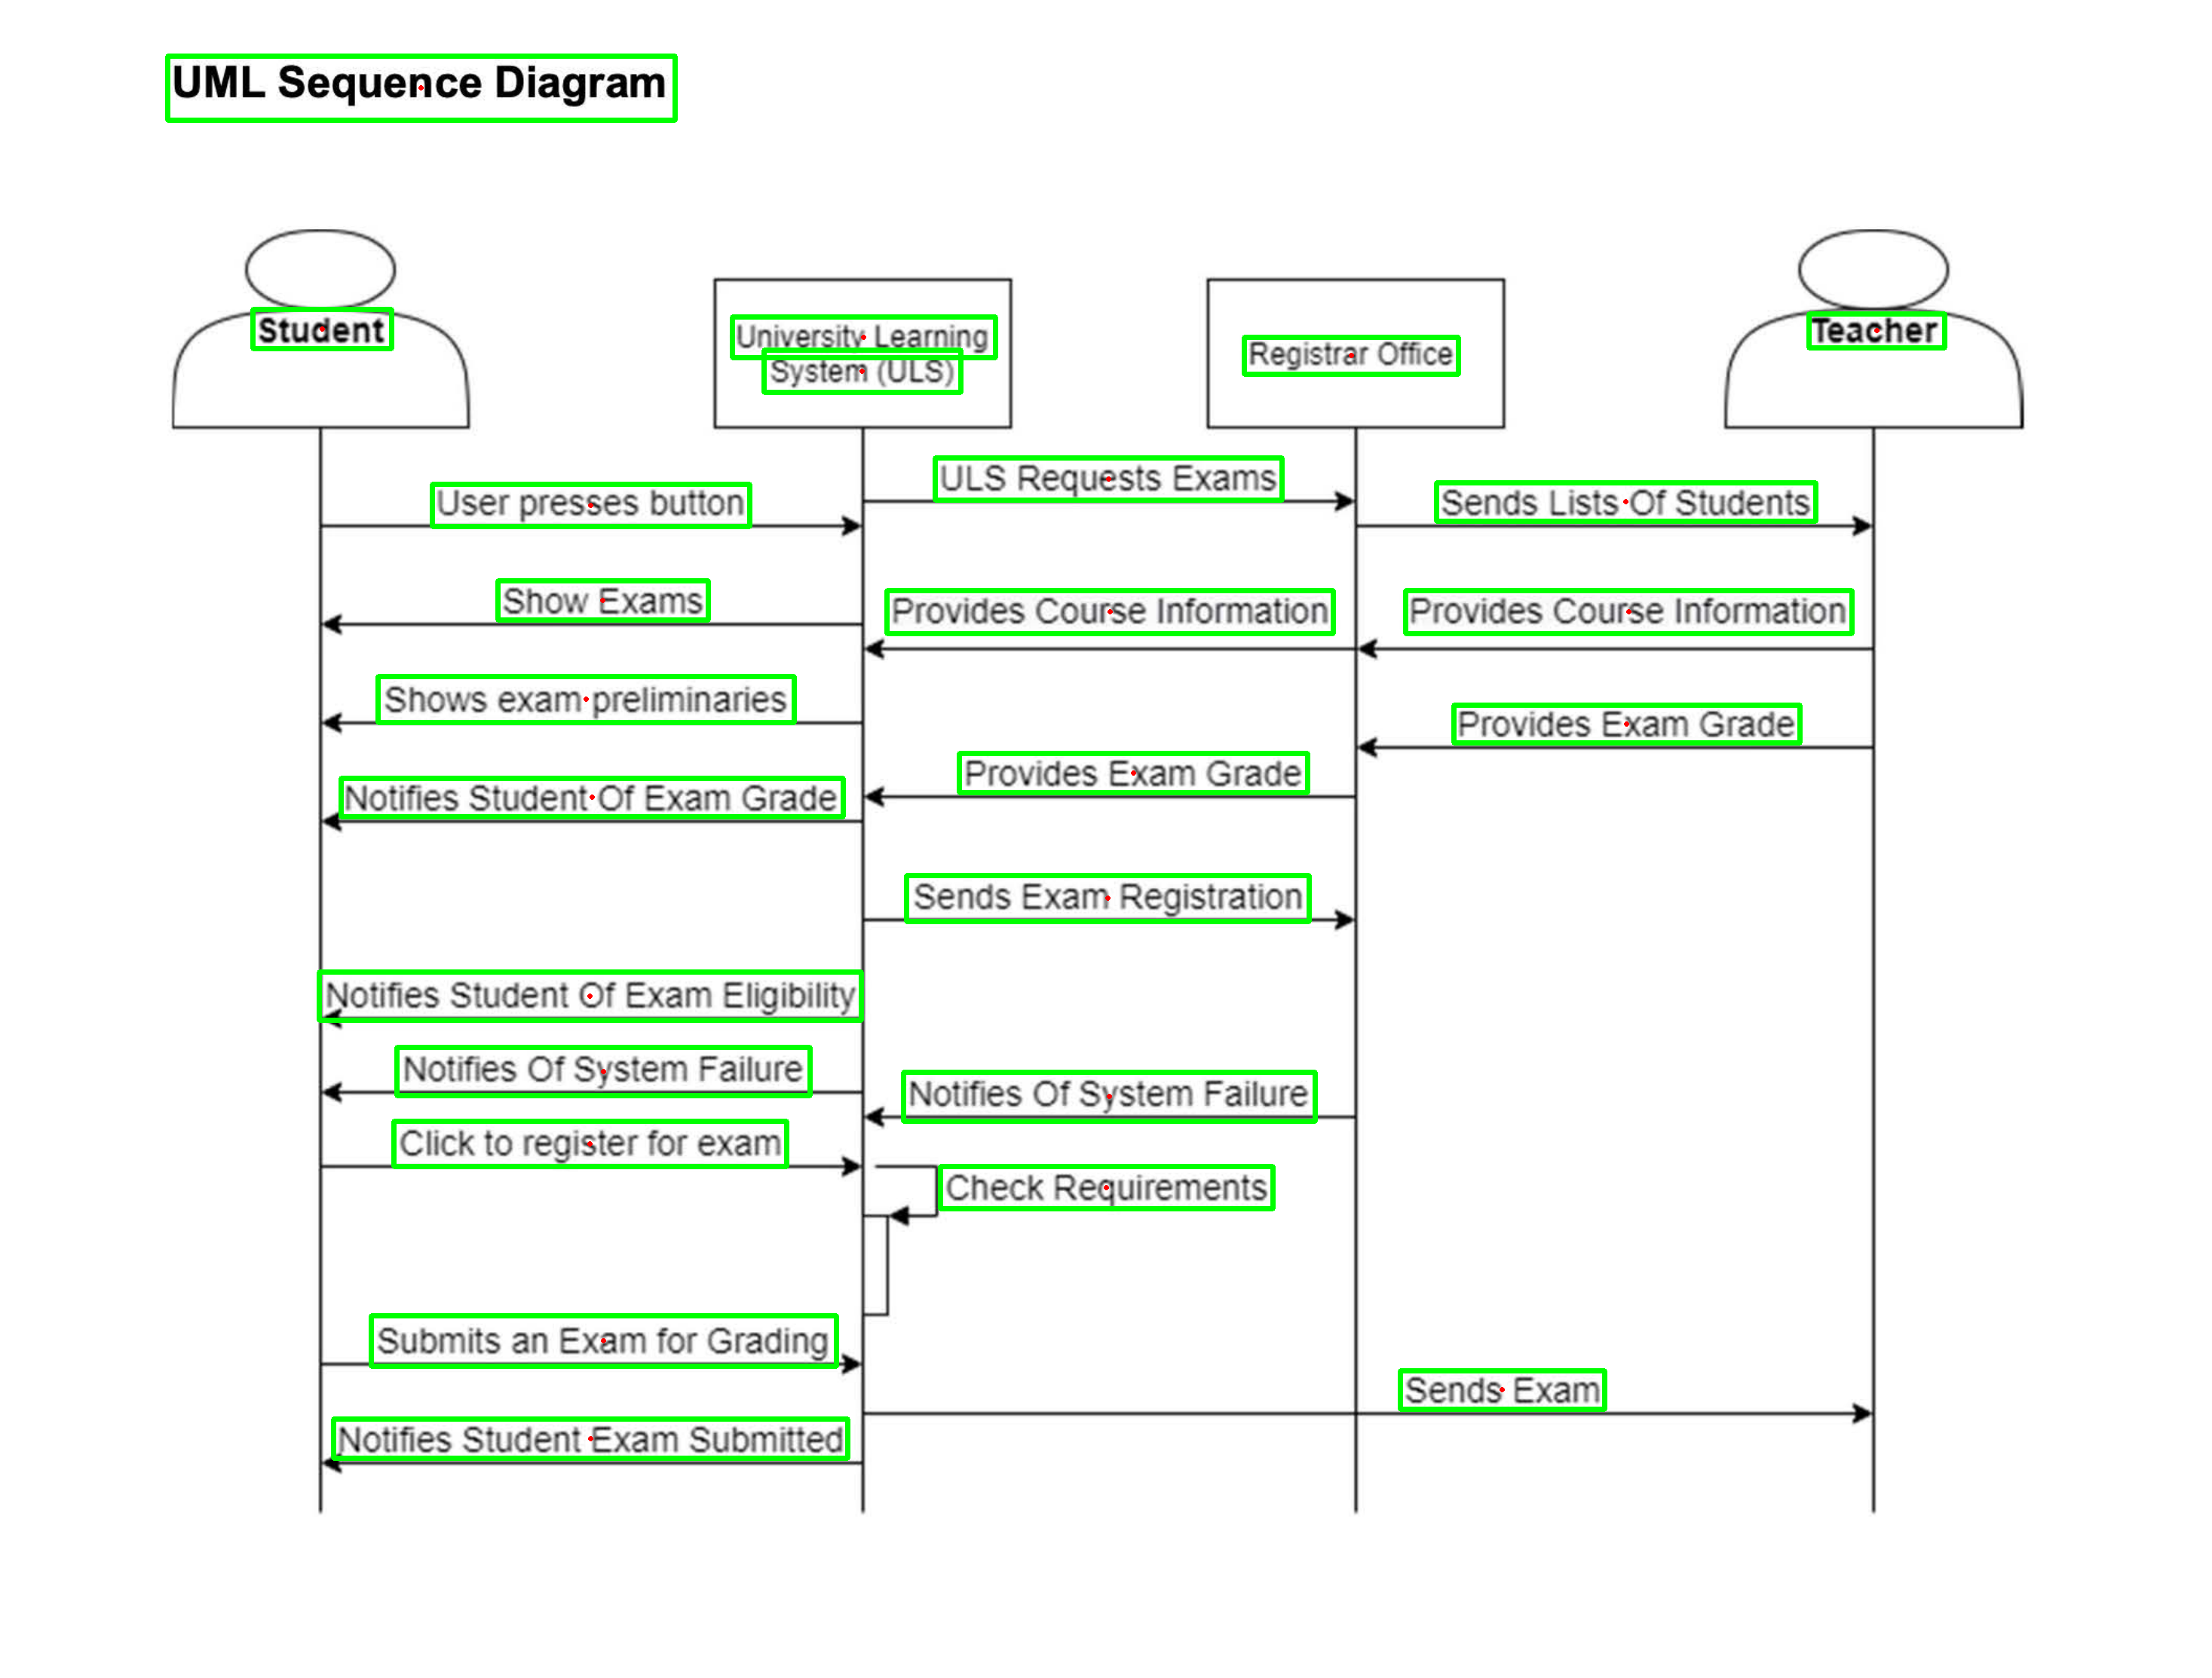 UML Sequence Diagram
Student
University Learning
System (ULS)
Registrar Office
Teacher
ULS Requests Exams
User presses button
Sends Lists Of Students
Show Exams
Provides Course Information
Provides Course Information
Shows exam preliminaries
Provides Exam Grade
Provides Exam Grade
Notifies Student Of Exam Grade
Sends Exam Registration
Notifies Student Of Exam Eligibility
Notifies Of System Failure
Notifies Of System Failure
Click to register for exam
Check Requirements
Submits an Exam for Grading
Sends Exam
Notifies Student Exam Submitted